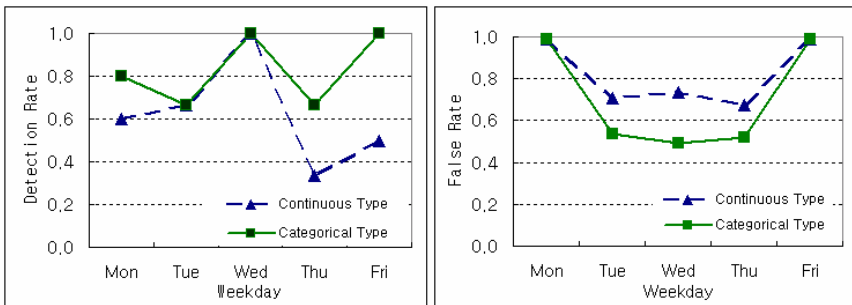 Detection Rate
1.0
0.8
0.6
0.4
0.2
0.0
Continuous Type
Categorical Type
Mon Tue Wed Thu Fri
Weekday
False Rate
1.0
0.8
0.6
0.4
0.2
0.0
Continuous Type
Categorical Type
Mon Tue Wed Thu Fri
Weekday